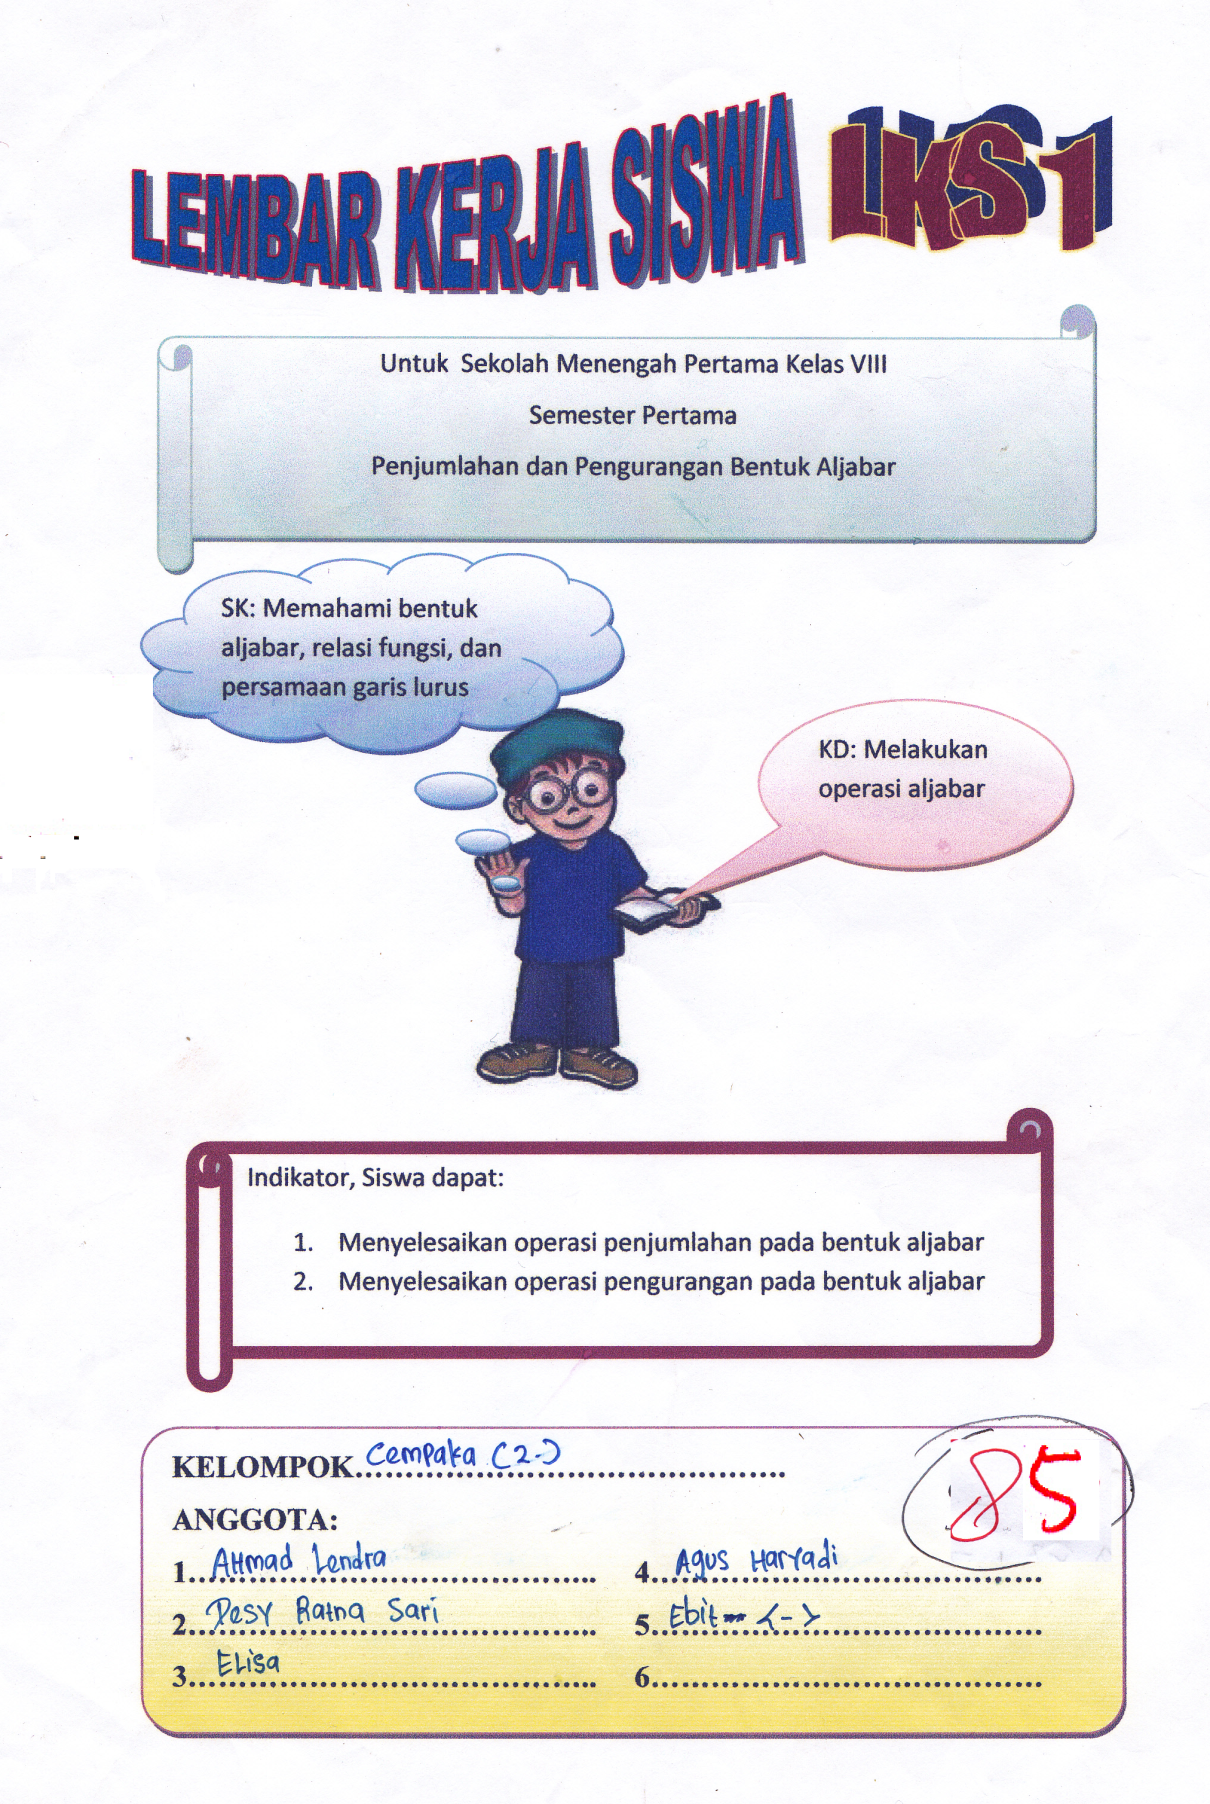 LEMBAR KERJA SISWA LKS 1
Untuk Sekolah Menengah Pertama Kelas VIII
Semester Pertama
Penjumlahan dan Pengurangan Bentuk Aljabar
SK: Memahami bentuk
aljabar, relasi fungsi, dan
persamaan garis lurus
KD: Melakukan
operasi aljabar
Indikator, Siswa dapat:
1. Menyelesaikan operasi penjumlahan pada bentuk aljabar
2. Menyelesaikan operasi pengurangan pada bentuk aljabar
85
KELOMPOK Cempaka (2-)
ANGGOTA:
1. AHmad Lendra
2. Desy Ratna Sari
3. ELisa
4. Agus Haryadi
5. Ebit <->
6.